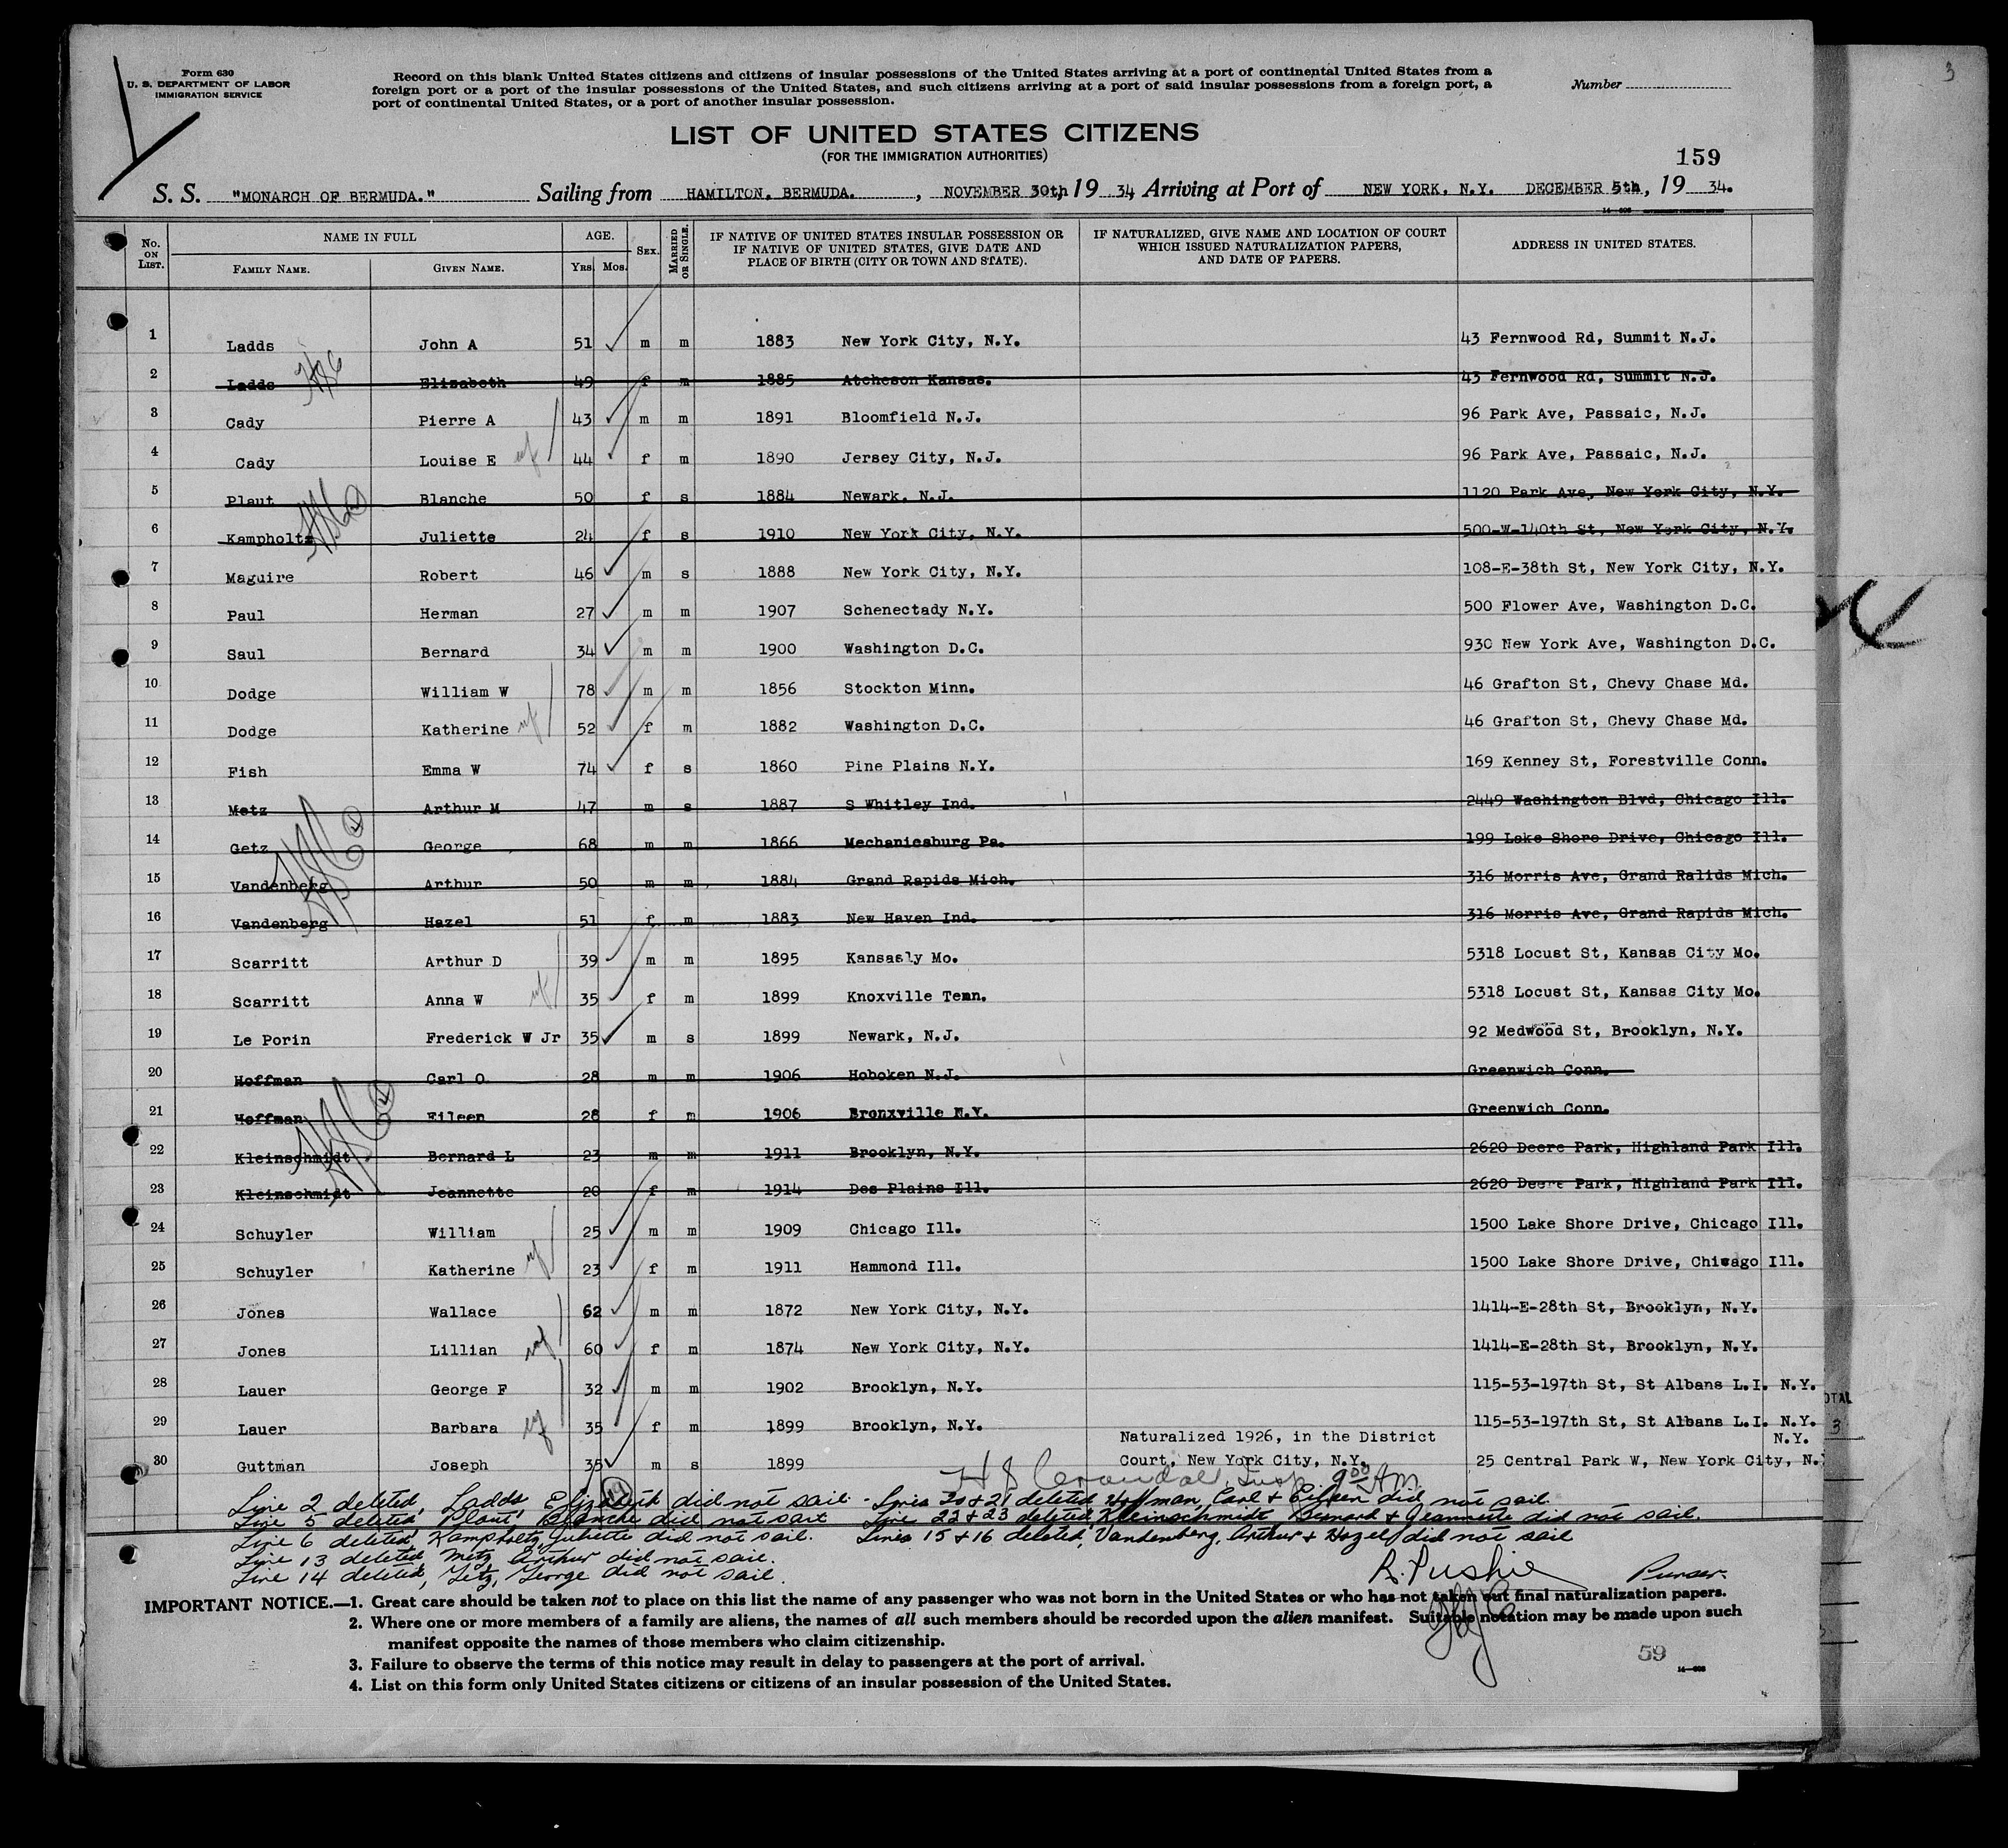 Form 630
U. S. DEPARTMENT OF LABOR
IMMIGRATION SERVICE
Record on this blank United States citizens and citizens of insular possessions of the United States arriving at a port of continental United States from a
foreign port or a port of the insular possessions of the United States, and such citizens arriving at a port of said insular possessions from a foreign port, a
port of continental United States, or a port of another insular possession.
Number
3
LIST OF UNITED STATES CITIZENS
(FOR THE IMMIGRATION AUTHORITIES)
159
S. S. "MONARCH OF BERMUDA." Sailing from HAMILTON, BERMUDA. , NOVEMBER 30th, 19 34, Arriving at Port of NEW YORK, N.Y. DECEMBER 5th, 19 34.
No. ON LIST. NAME IN FULL FAMILY NAME. GIVEN NAME. AGE. YRS. MOS. SEX. MARRIED OR SINGLE. IF NATIVE OF UNITED STATES INSULAR POSSESSION OR IF NATIVE OF UNITED STATES, GIVE DATE AND PLACE OF BIRTH (CITY OR TOWN AND STATE). IF NATURALIZED, GIVE NAME AND LOCATION OF COURT WHICH ISSUED NATURALIZATION PAPERS, AND DATE OF PAPERS. ADDRESS IN UNITED STATES.
1 Ladds John A 51 m m 1883 New York City, N.Y. 43 Fernwood Rd, Summit N.J.
2 Ladds Elizabeth 49 f m 1885 Atcheson Kansas. 43 Fernwood Rd, Summit N.J.
3 Cady Pierre A 43 m m 1891 Bloomfield N.J. 96 Park Ave, Passaic, N.J.
4 Cady Louise E wf 44 f m 1890 Jersey City, N.J. 96 Park Ave, Passaic, N.J.
5 Plaut Blanche 50 f s 1884 Newark. N.J. 1120 Park Ave, New York City, N.Y.
6 Kampholtz Juliette 24 f s 1910 New York City, N.Y. 500-W-140th St, New York City, N.Y.
7 Maguire Robert 46 m s 1888 New York City, N.Y. 108-E-38th St, New York City, N.Y.
8 Paul Herman 27 m m 1907 Schenectady N.Y. 500 Flower Ave, Washington D.C.
9 Saul Bernard 34 m m 1900 Washington D.C. 930 New York Ave, Washington D.C.
10 Dodge William W 78 m m 1856 Stockton Minn. 46 Grafton St, Chevy Chase Md.
11 Dodge Katherine wf 52 f m 1882 Washington D.C. 46 Grafton St, Chevy Chase Md.
12 Fish Emma W 74 f s 1860 Pine Plains N.Y. 169 Kenney St, Forestville Conn.
13 Metz Arthur M 47 m s 1887 S Whitley Ind. 2449 Washington Blvd, Chicago Ill.
14 Getz George 68 m m 1866 Mechanicsburg Pa. 199 Lake Shore Drive, Chicago Ill.
15 Vandenberg Arthur 50 m m 1884 Grand Rapids Mich. 316 Morris Ave, Grand Ralids Mich.
16 Vandenberg Hazel 51 f m 1883 New Haven Ind. 316 Morris Ave, Grand Rapids Mich.
17 Scarritt Arthur D 39 m m 1895 Kansasly Mo. 5318 Locust St, Kansas City Mo.
18 Scarritt Anna W wf 35 f m 1899 Knoxville Tenn. 5318 Locust St, Kansas City Mo.
19 Le Porin Frederick W Jr 35 m s 1899 Newark, N.J. 92 Medwood St, Brooklyn, N.Y.
20 Hoffman Carl O 28 m m 1906 Hoboken N.J. Greenwich Conn.
21 Hoffman Eileen 28 f m 1906 Bronxville N.Y. Greenwich Conn.
22 Kleinschmidt Bernard L 23 m m 1911 Brooklyn, N.Y. 2620 Deere Park, Highland Park Ill.
23 Kleinschmidt Jeannette 20 f m 1914 Des Plains Ill. 2620 Deere Park, Highland Park Ill.
24 Schuyler William 25 m m 1909 Chicago Ill. 1500 Lake Shore Drive, Chicago Ill.
25 Schuyler Katherine wf 23 f m 1911 Hammond Ill. 1500 Lake Shore Drive, Chicago Ill.
26 Jones Wallace 62 m m 1872 New York City, N.Y. 1414-E-28th St, Brooklyn, N.Y.
27 Jones Lillian wf 60 f m 1874 New York City, N.Y. 1414-E-28th St, Brooklyn, N.Y.
28 Lauer George F 32 m m 1902 Brooklyn, N.Y. 115-53-197th St, St Albans L.I. N.Y.
29 Lauer Barbara wf 35 f m 1899 Brooklyn, N.Y. 115-53-197th St, St Albans L.I. N.Y.
Naturalized 1926, in the District N.Y.
30 Guttman Joseph 35 m s 1899 Court, New York City, N.Y. 25 Central Park W, New York City, N.
H J Crandall, Insp. 9 00 AM
Line 2 deleted, Ladds, Elizabeth did not sail - Lines 20 & 21 deleted Hoffman, Carl & Eileen did not sail.
Line 5 deleted Plaut, Blanche did not sail Line 22 & 23 deleted, Kleinschmidt, Bernard & Jeannette did not sail.
Line 6 deleted, Kampholtz, Juliette did not sail. Lines 15 & 16 deleted, Vandenberg, Arthur & Hazel did not sail
Line 13 deleted, Metz, Arthur did not sail.
Line 14 deleted, Getz, George did not sail.
R. Pushie Purser.
IMPORTANT NOTICE.—1. Great care should be taken not to place on this list the name of any passenger who was not born in the United States or who has not taken out final naturalization papers.
2. Where one or more members of a family are aliens, the names of all such members should be recorded upon the alien manifest. Suitable notation may be made upon such
manifest opposite the names of those members who claim citizenship.
3. Failure to observe the terms of this notice may result in delay to passengers at the port of arrival.
4. List on this form only United States citizens or citizens of an insular possession of the United States.
59